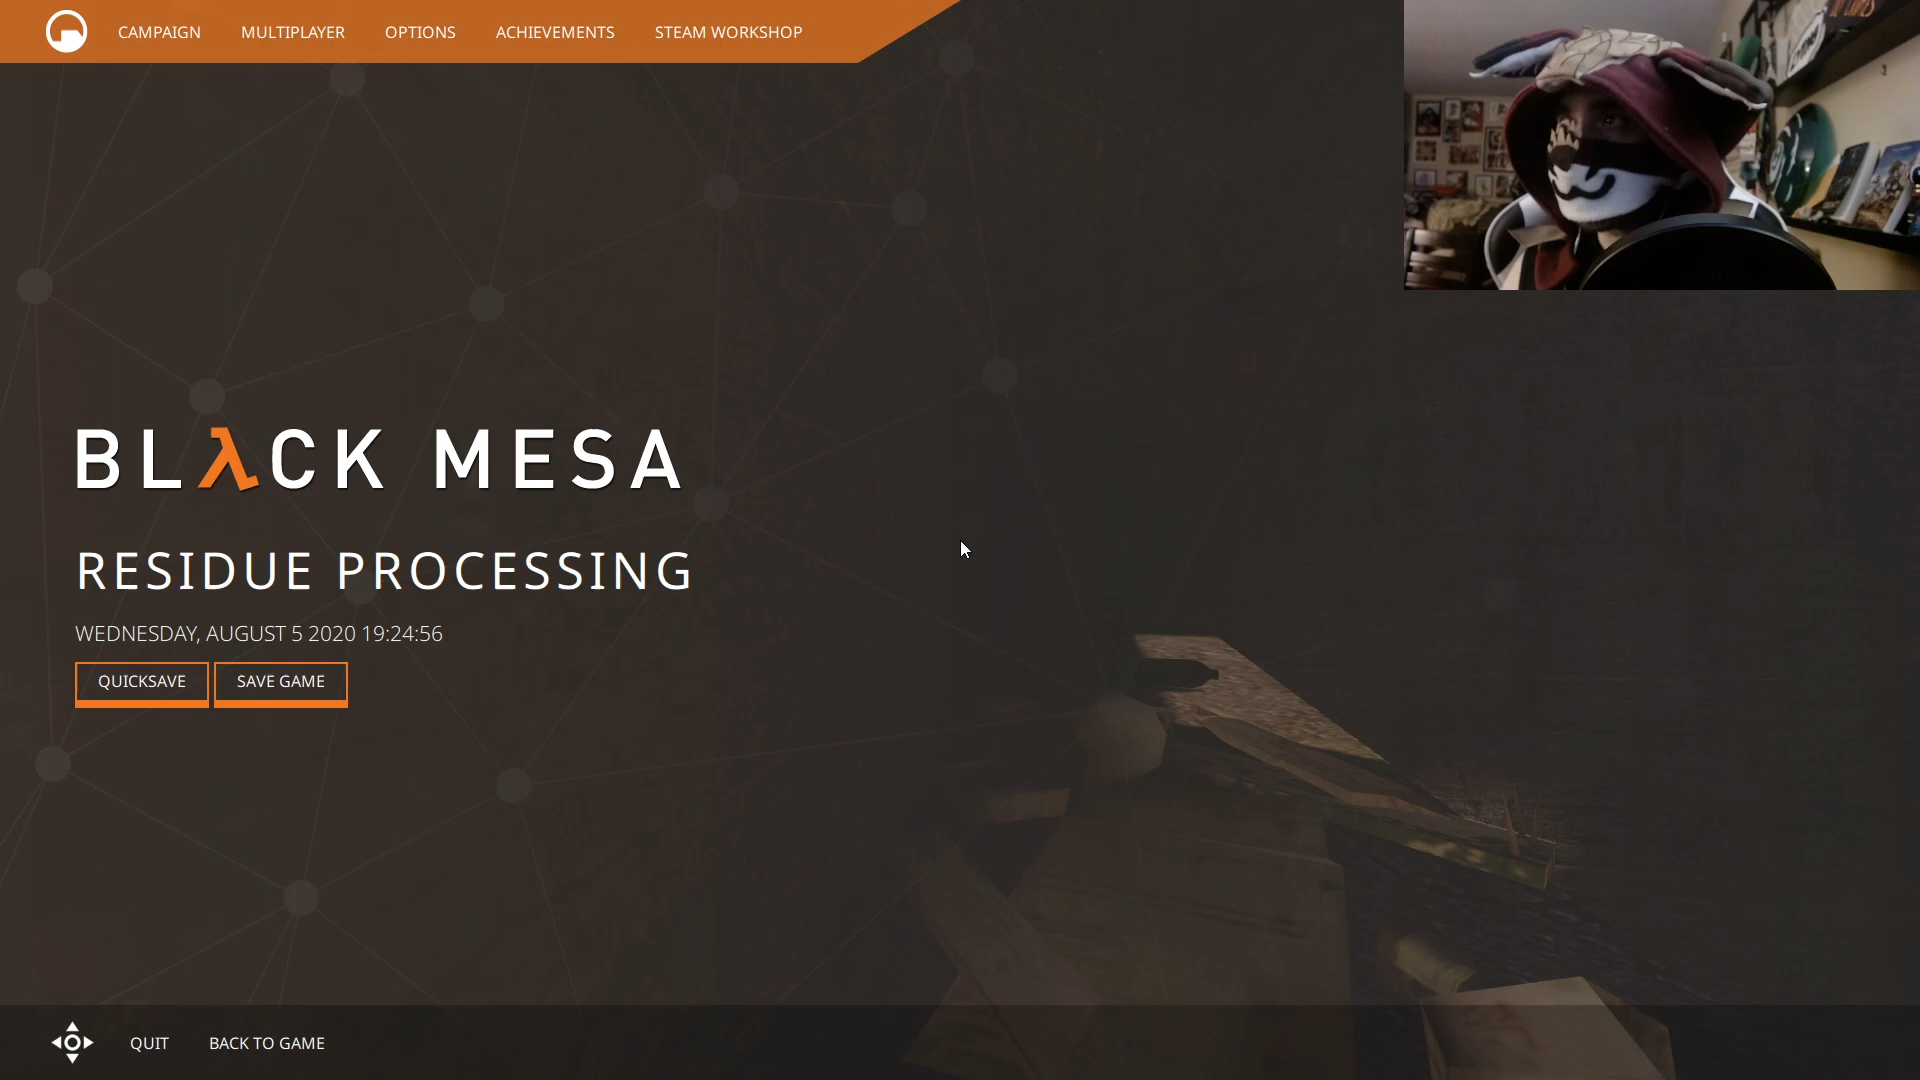 CAMPAIGN MULTIPLAYER OPTIONS ACHIEVEMENTS STEAM WORKSHOP
BLλCK MESA
RESIDUE PROCESSING
WEDNESDAY, AUGUST 5 2020 19:24:56
QUICKSAVE SAVE GAME
QUIT BACK TO GAME